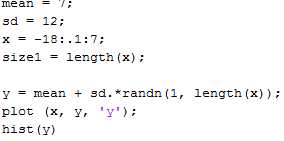 mean = 7;
sd = 12;
x = -18:.1:7;
size1 = length(x);
y = mean + sd.*randn(1, length(x));
plot (x, y, 'y');
hist(y)